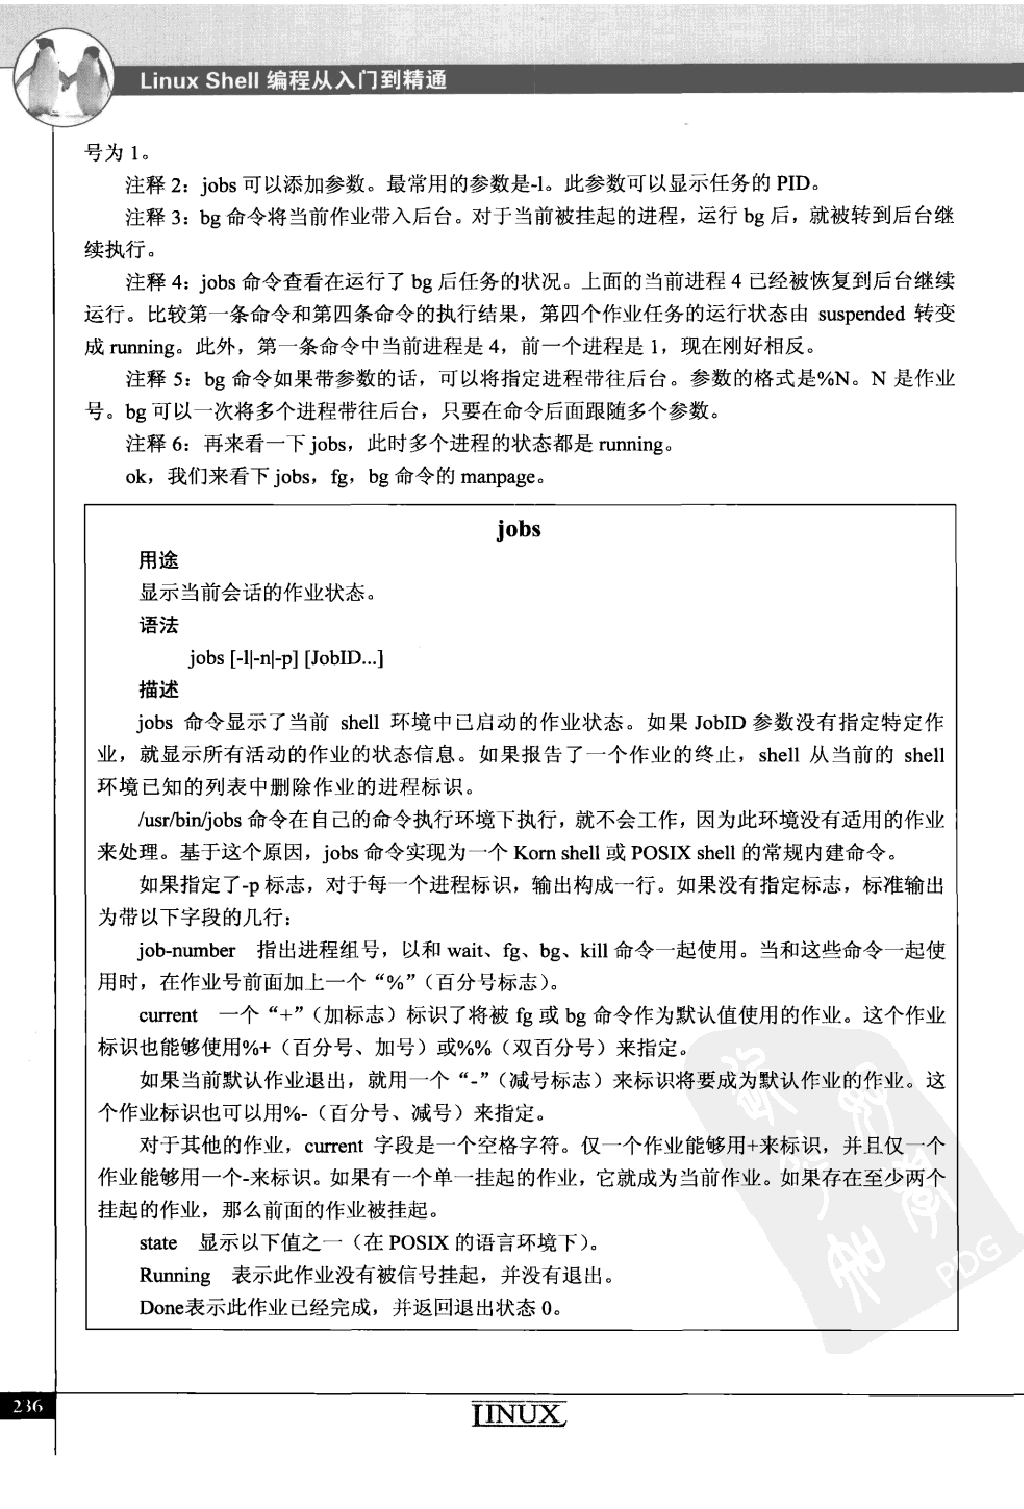 Linux Shell 编程从入门到精通
号为 1。
注释 2：jobs 可以添加参数。最常用的参数是-l。此参数可以显示任务的 PID。
注释 3：bg 命令将当前作业带入后台。对于当前被挂起的进程，运行 bg 后，就被转到后台继
续执行。
注释 4：jobs 命令查看在运行了 bg 后任务的状况。上面的当前进程 4 已经被恢复到后台继续
运行。比较第一条命令和第四条命令的执行结果，第四个作业任务的运行状态由 suspended 转变
成 running。此外，第一条命令中当前进程是 4，前一个进程是 1，现在刚好相反。
注释 5：bg 命令如果带参数的话，可以将指定进程带往后台。参数的格式是%N。N 是作业
号。bg 可以一次将多个进程带往后台，只要在命令后面跟随多个参数。
注释 6：再来看一下 jobs，此时多个进程的状态都是 running。
ok，我们来看下 jobs，fg，bg 命令的 manpage。
jobs
用途
显示当前会话的作业状态。
语法
jobs [-l|-n|-p] [JobID...]
描述
jobs 命令显示了当前 shell 环境中已启动的作业状态。如果 JobID 参数没有指定特定作
业，就显示所有活动的作业的状态信息。如果报告了一个作业的终止，shell 从当前的 shell
环境已知的列表中删除作业的进程标识。
/usr/bin/jobs 命令在自己的命令执行环境下执行，就不会工作，因为此环境没有适用的作业
来处理。基于这个原因，jobs 命令实现为一个 Korn shell 或 POSIX shell 的常规内建命令。
如果指定了-p 标志，对于每一个进程标识，输出构成一行。如果没有指定标志，标准输出
为带以下字段的几行：
job-number 指出进程组号，以和 wait、fg、bg、kill 命令一起使用。当和这些命令一起使
用时，在作业号前面加上一个“%”（百分号标志）。
current 一个“+”（加标志）标识了将被 fg 或 bg 命令作为默认值使用的作业。这个作业
标识也能够使用%+（百分号、加号）或%%（双百分号）来指定。
如果当前默认作业退出，就用一个“-”（减号标志）来标识将要成为默认作业的作业。这
个作业标识也可以用%-（百分号、减号）来指定。
对于其他的作业，current 字段是一个空格字符。仅一个作业能够用+来标识，并且仅一个
作业能够用一个-来标识。如果有一个单一挂起的作业，它就成为当前作业。如果存在至少两个
挂起的作业，那么前面的作业被挂起。
state 显示以下值之一（在 POSIX 的语言环境下）。
Running 表示此作业没有被信号挂起，并没有退出。
Done表示此作业已经完成，并返回退出状态 0。
PDG
236
LINUX